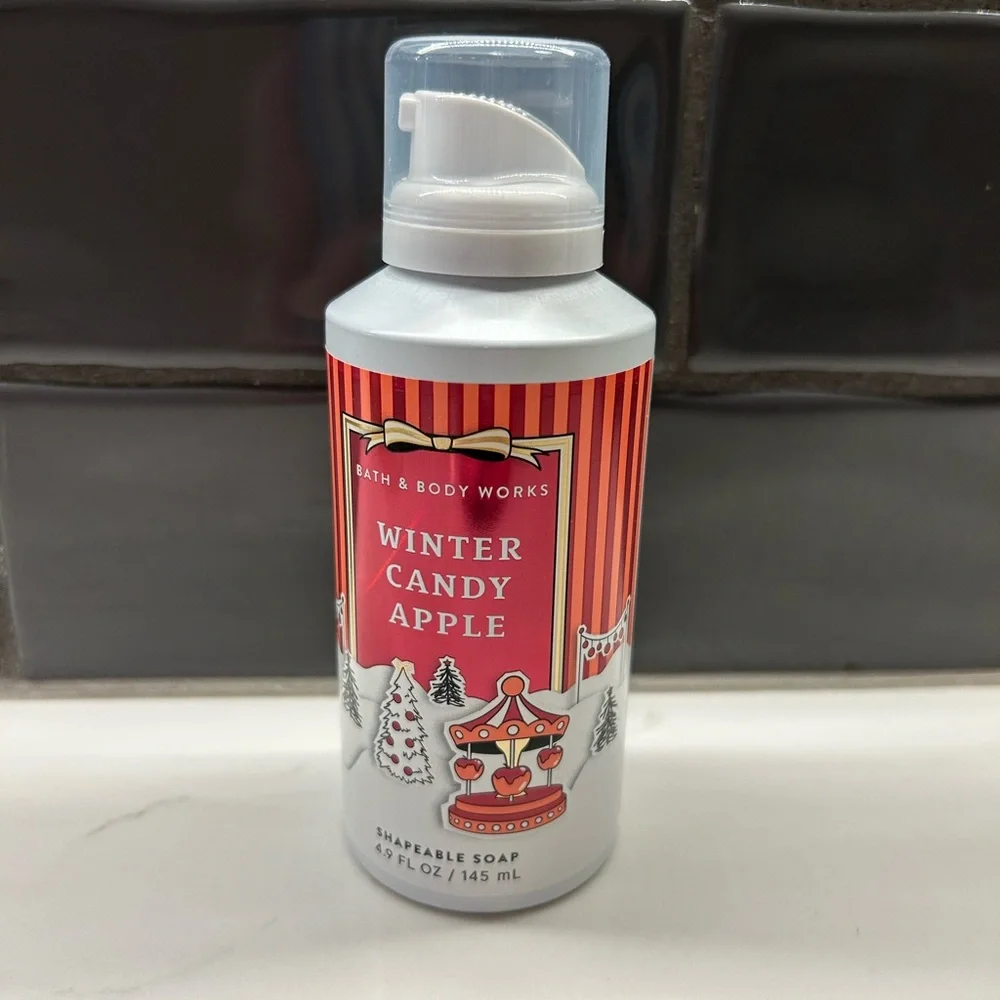 BATH & BODY WORKS
WINTER
CANDY
APPLE
SHAPEABLE SOAP
4.9 FL OZ / 145 mL